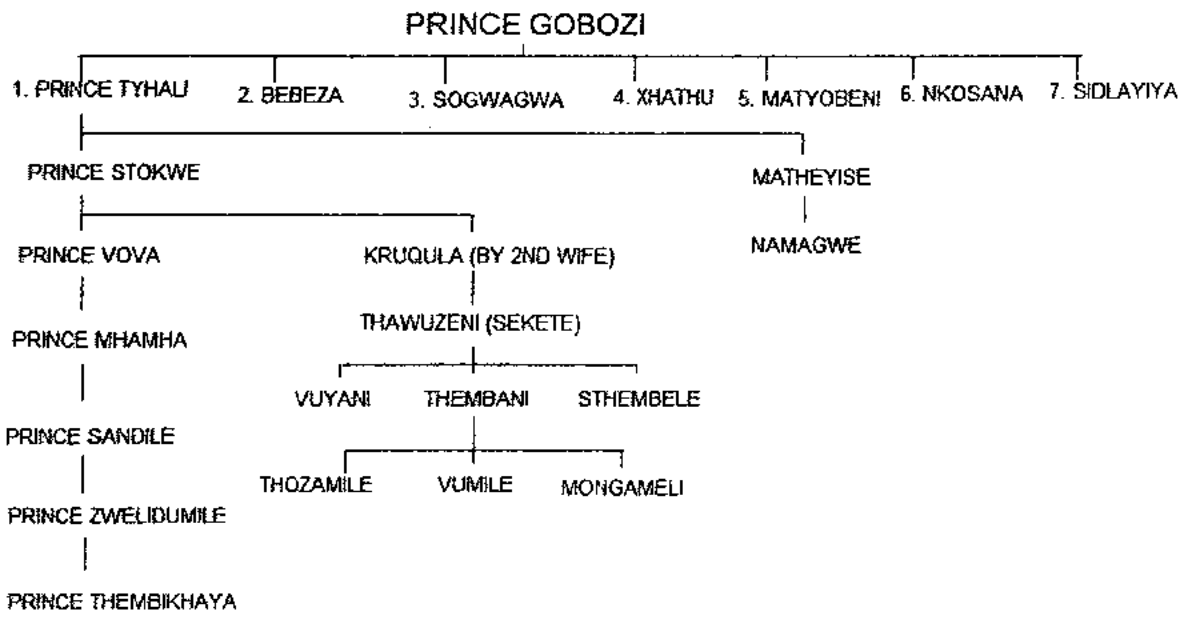 PRINCE GOBOZI
1. PRINCE TYHALI 2. BEBEZA 3. SOGWAGWA 4. XHATHU 5. MATYOBENI 6. NKOSANA 7. SIDLAYIYA
PRINCE STOKWE MATHEYISE
PRINCE VOVA KRUQULA (BY 2ND WIFE) NAMAGWE
THAWUZENI (SEKETE)
PRINCE MHAMHA
VUYANI THEMBANI STHEMBELE
PRINCE SANDILE
THOZAMILE VUMILE MONGAMELI
PRINCE ZWELIDUMILE
PRINCE THEMBIKHAYA